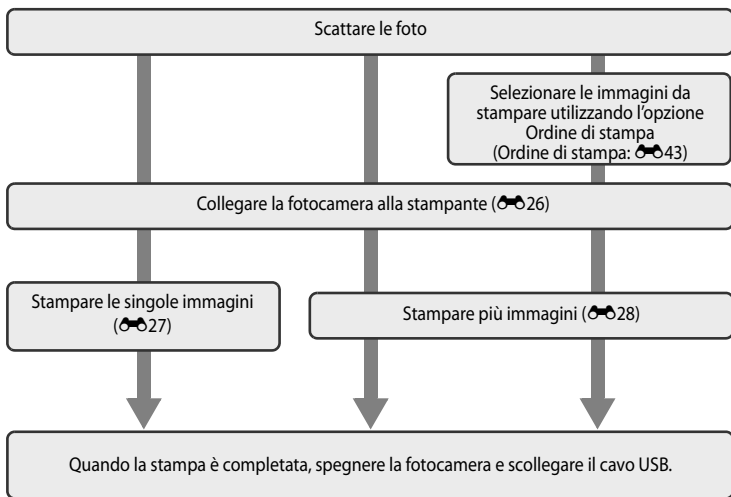 Scattare le foto
Selezionare le immagini da
stampare utilizzando l'opzione
Ordine di stampa
(Ordine di stampa: 43)
Collegare la fotocamera alla stampante (26)
Stampare le singole immagini
(27)
Stampare più immagini (28)
Quando la stampa è completata, spegnere la fotocamera e scollegare il cavo USB.